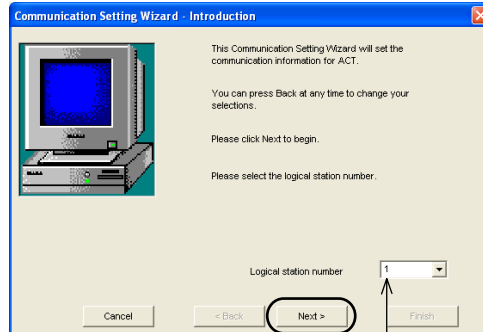 Communication Setting Wizard - Introduction
This Communication Setting Wizard will set the
communication information for ACT.
You can press Back at any time to change your
selections.
Please click Next to begin.
Please select the logical station number.
Logical station number 1
Cancel < Back Next > Finish